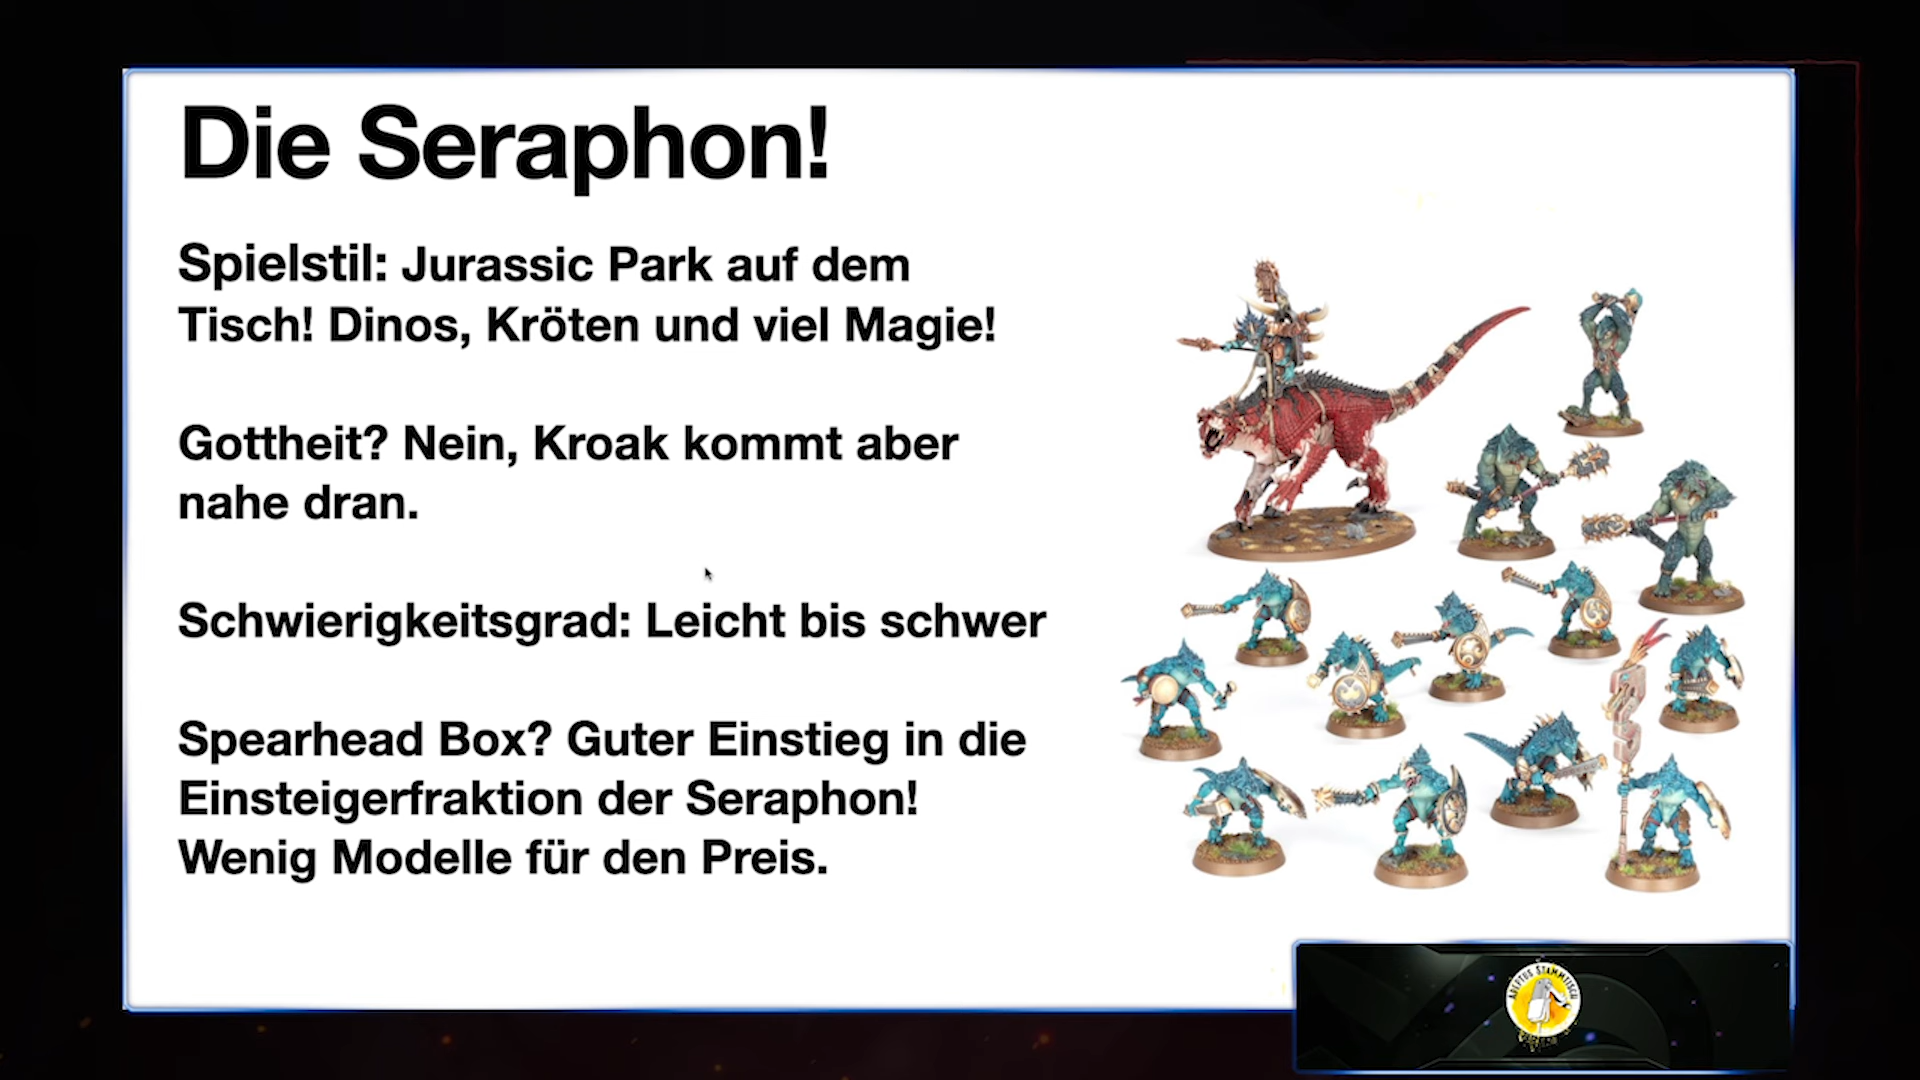 Die Seraphon!
Spielstil: Jurassic Park auf dem
Tisch! Dinos, Kröten und viel Magie!
Gottheit? Nein, Kroak kommt aber
nahe dran.
Schwierigkeitsgrad: Leicht bis schwer
Spearhead Box? Guter Einstieg in die
Einsteigerfraktion der Seraphon!
Wenig Modelle für den Preis.
ADEPTUS STAMMTISCH